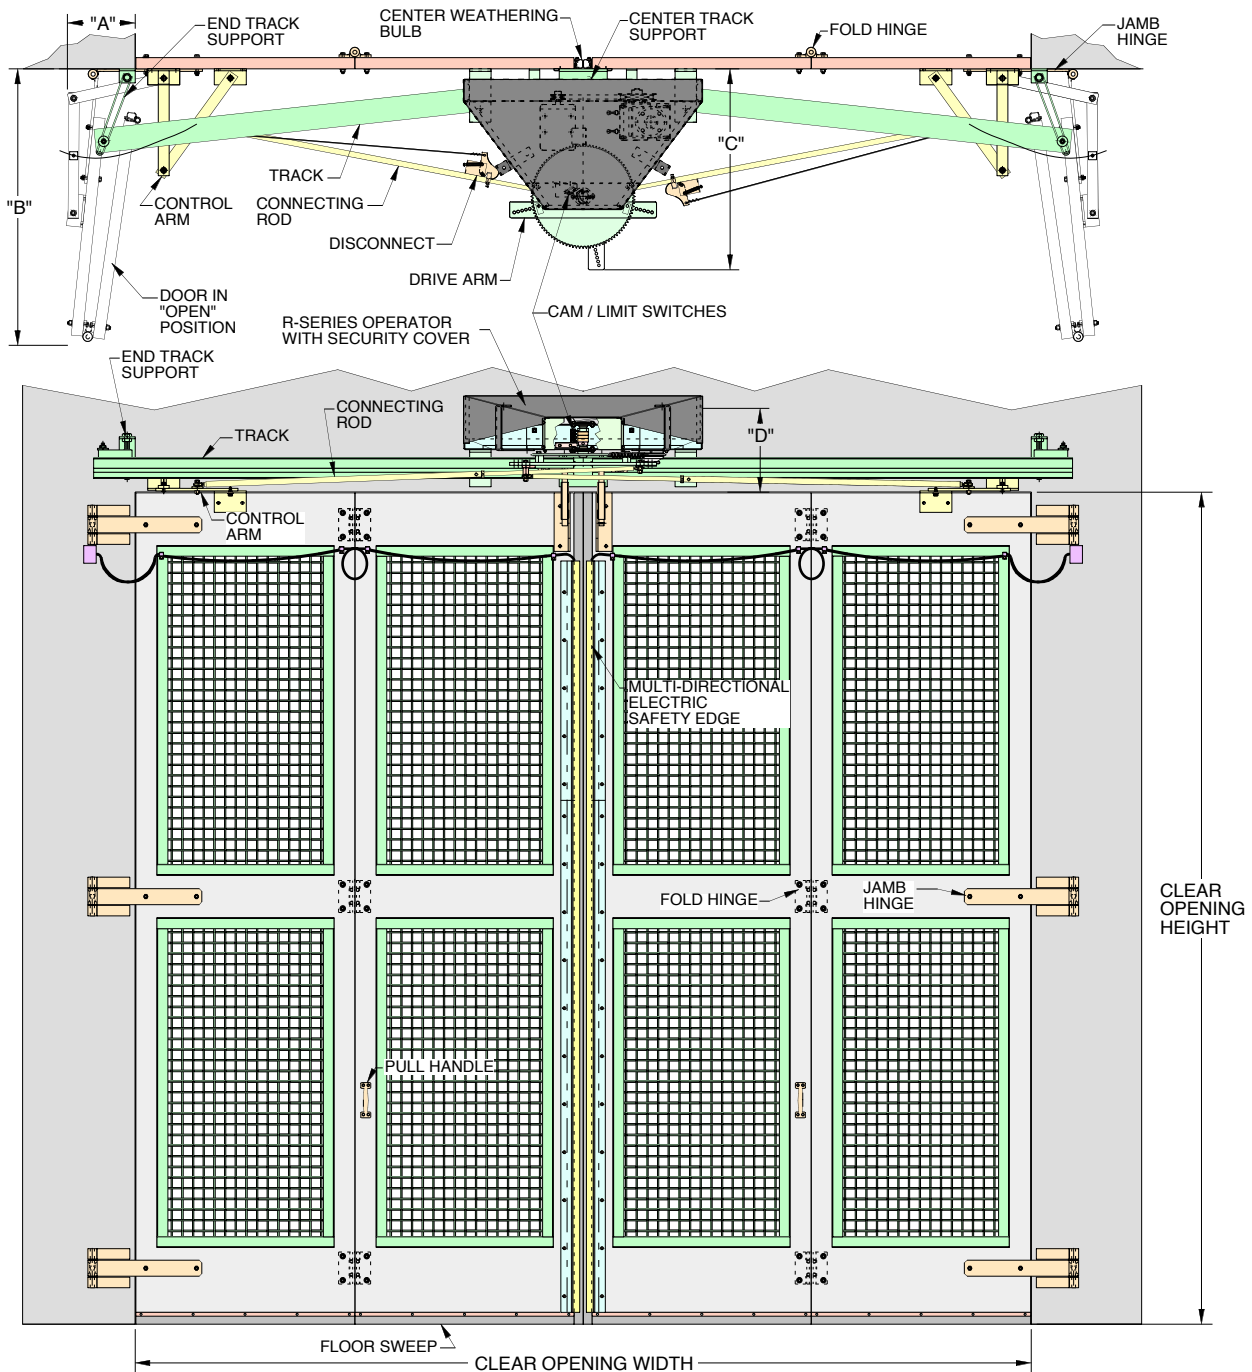 "A"
END TRACK
SUPPORT
CENTER WEATHERING
BULB
CENTER TRACK
SUPPORT
FOLD HINGE
JAMB
HINGE
"B"
"C"
TRACK
CONTROL
ARM
CONNECTING
ROD
DISCONNECT
DRIVE ARM
DOOR IN
"OPEN"
POSITION
CAM / LIMIT SWITCHES
R-SERIES OPERATOR
WITH SECURITY COVER
END TRACK
SUPPORT
CONNECTING
ROD
TRACK
"D"
CONTROL
ARM
MULTI-DIRECTIONAL
ELECTRIC
SAFETY EDGE
FOLD HINGE
JAMB
HINGE
CLEAR
OPENING
HEIGHT
PULL HANDLE
FLOOR SWEEP
CLEAR OPENING WIDTH